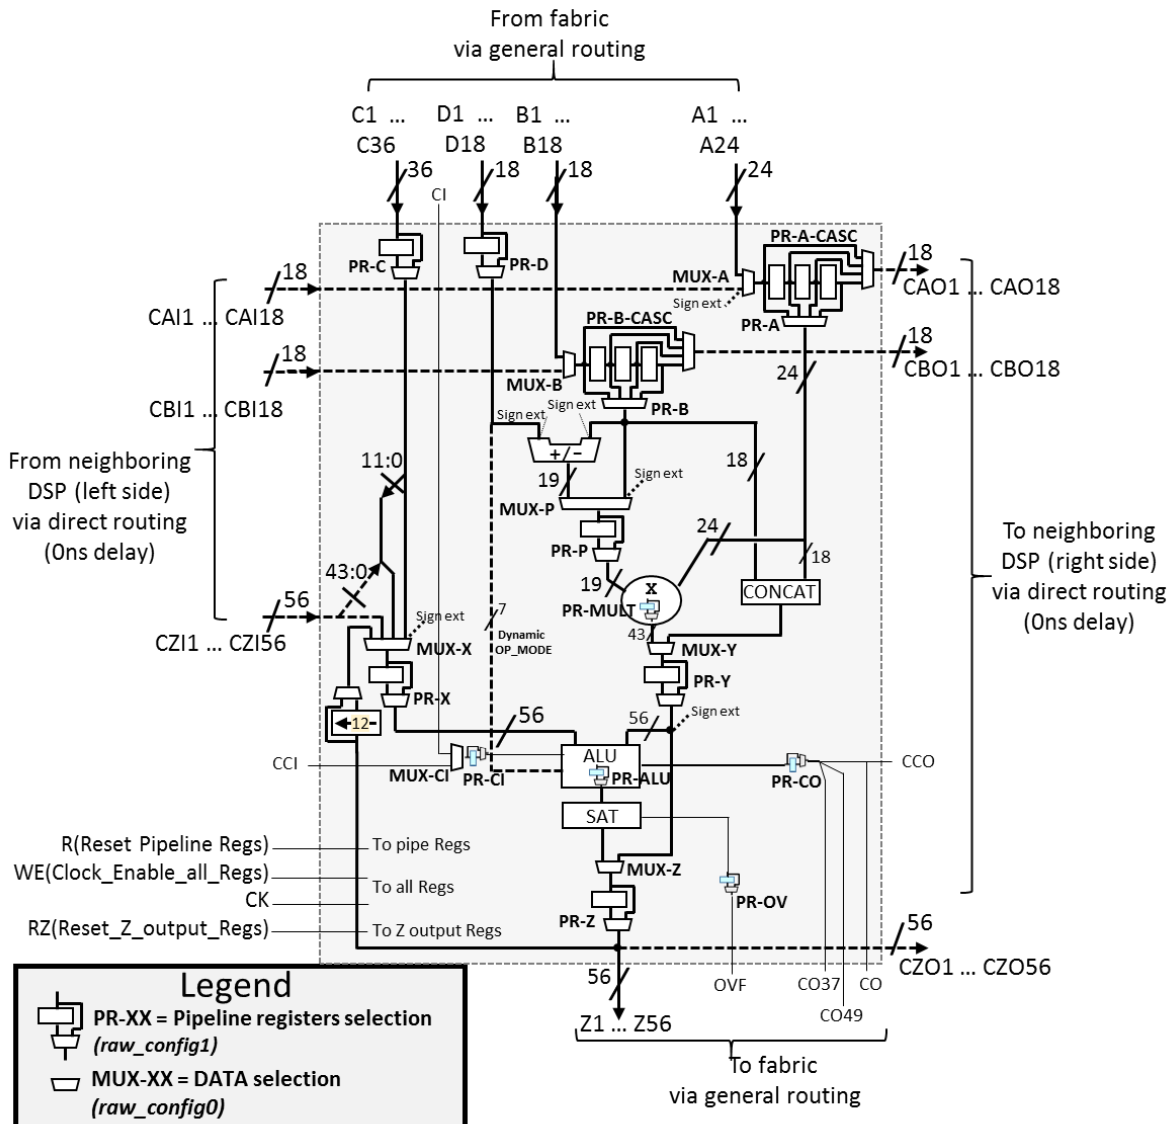 From fabric
via general routing
C1 ... D1 ... B1 ... A1 ...
C36 D18 B18 A24
36 18 18 24
CI
PR-C PR-D MUX-A PR-A-CASC
18 18
CAI1 ... CAI18 CAO1 ... CAO18
Sign ext
PR-B-CASC PR-A
18 18
CBI1 ... CBI18 CBO1 ... CBO18
MUX-B 24
PR-B
Sign ext Sign ext
+/-
From neighboring
DSP (left side)
via direct routing
(0ns delay)
11:0
18
19 Sign ext
MUX-P
24
PR-P
To neighboring
DSP (right side)
via direct routing
(0ns delay)
43:0
18
19 X
CONCAT
PR-MULT
56
CZI1 ... CZI56
Sign ext
7
Dynamic
OP_MODE
43
MUX-X MUX-Y
PR-X PR-Y
12
56 56 Sign ext
CCI MUX-CI PR-CI ALU PR-ALU PR-CO CCO
SAT
R(Reset Pipeline Regs) To pipe Regs
WE(Clock_Enable_all_Regs) To all Regs
CK
RZ(Reset_Z_output_Regs) To Z output Regs
MUX-Z
PR-OV
PR-Z
56
CZO1 ... CZO56
56 OVF CO37 CO
CO49
Z1 ... Z56
To fabric
via general routing
Legend
PR-XX = Pipeline registers selection
(raw_config1)
MUX-XX = DATA selection
(raw_config0)